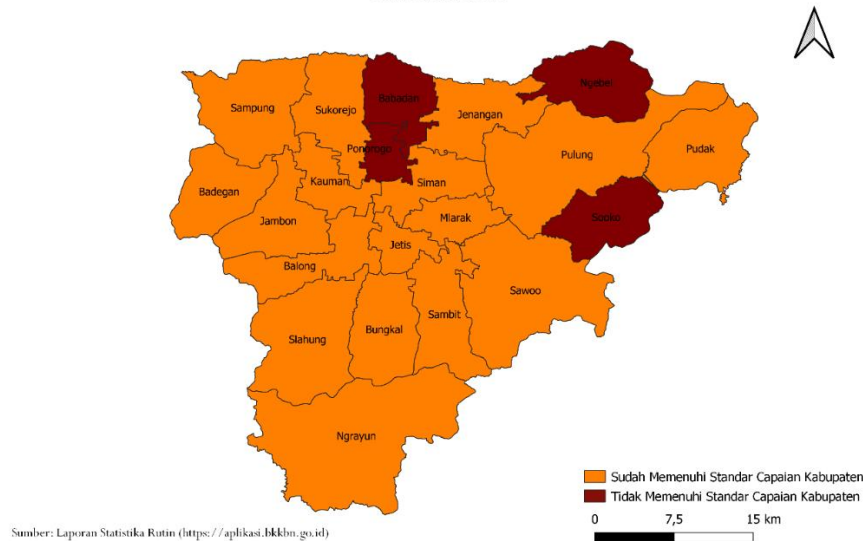 Ngebel
Babadan
Sampung
Sukorejo
Jenangan
Ponorogo
Pulung
Pudak
Kauman
Siman
Badegan
Jambon
Mlarak
Sooko
Jetis
Balong
Sawoo
Sambit
Bungkal
Slahung
Ngrayun
Sudah Memenuhi Standar Capaian Kabupaten
Tidak Memenuhi Standar Capaian Kabupaten
0 7,5 15 km
Sumber: Laporan Statistika Rutin (https://aplikasi.bkkbn.go.id)